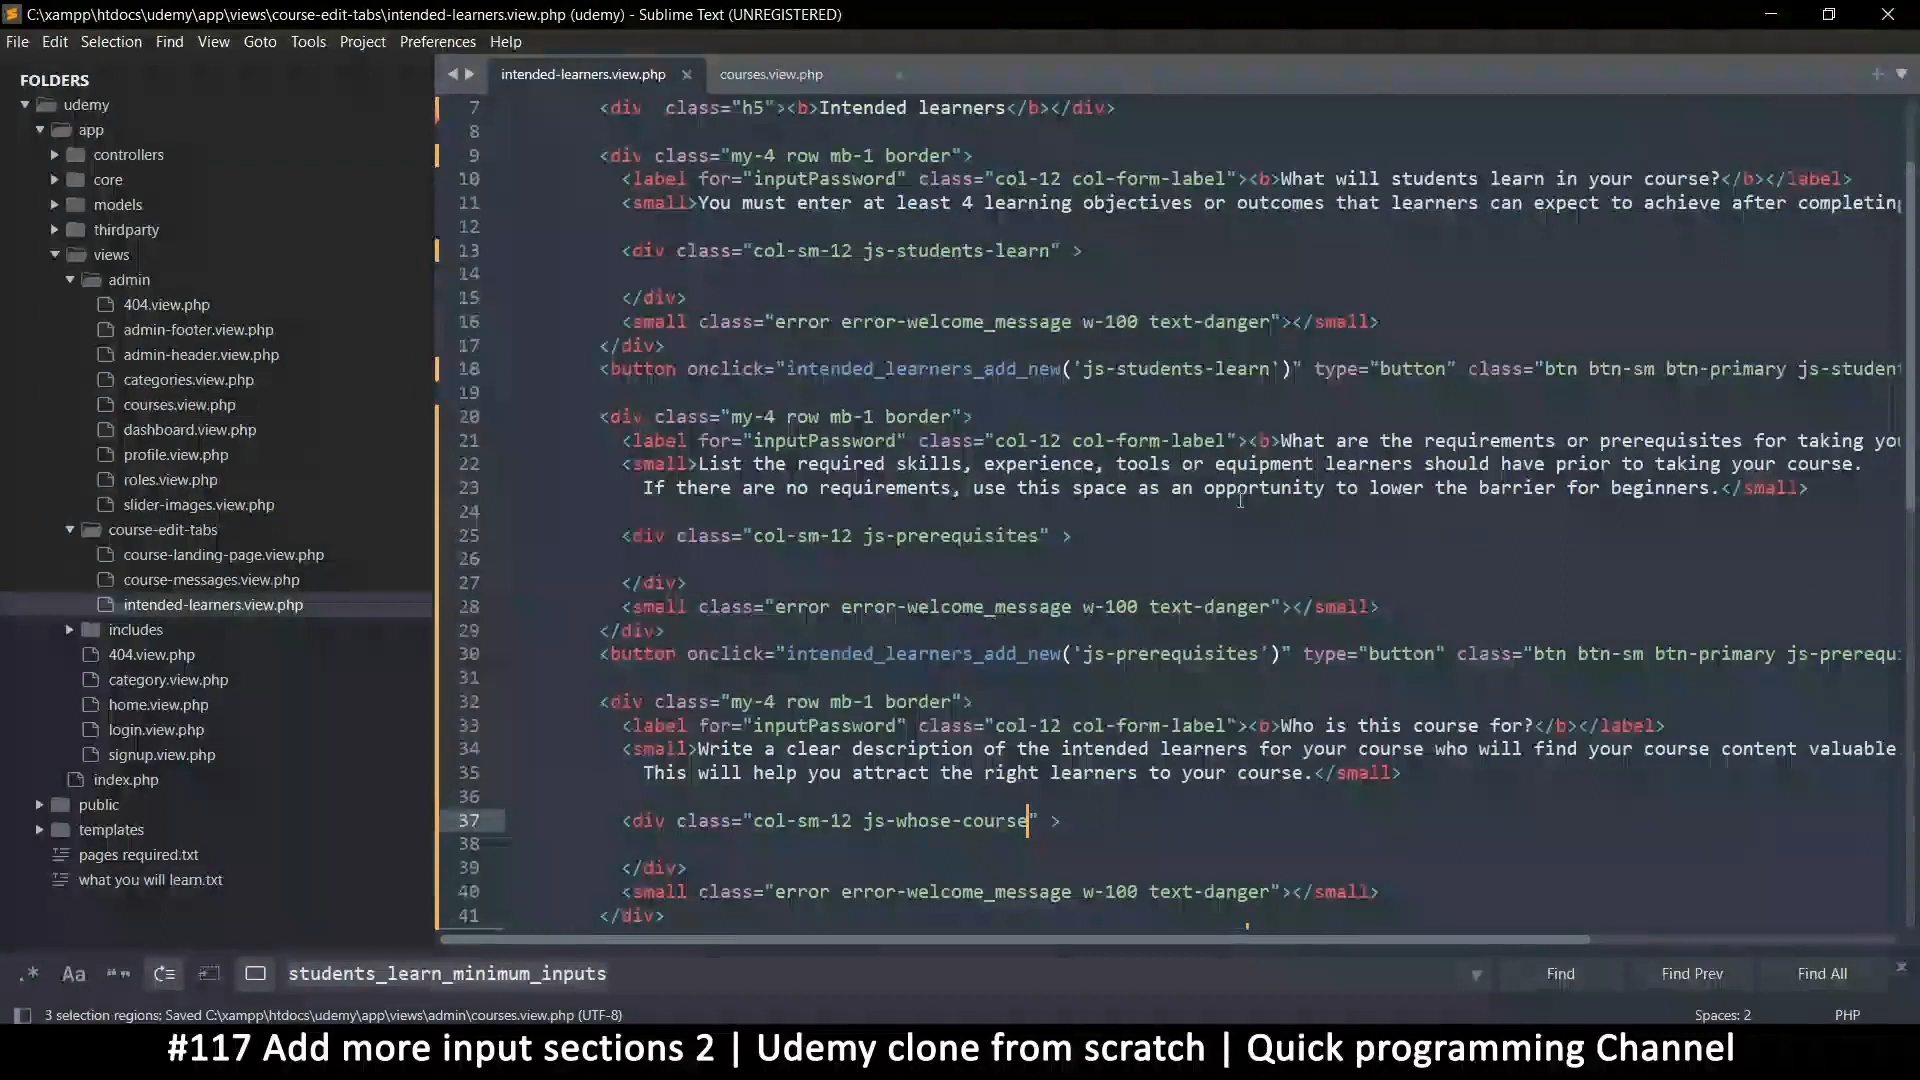 C:\xampp\htdocs\udemy\app\views\course-edit-tabs\intended-learners.view.php (udemy) - Sublime Text (UNREGISTERED)
File Edit Selection Find View Goto Tools Project Preferences Help
FOLDERS
udemy
app
controllers
core
models
thirdparty
views
admin
404.view.php
admin-footer.view.php
admin-header.view.php
categories.view.php
courses.view.php
dashboard.view.php
profile.view.php
roles.view.php
slider-images.view.php
course-edit-tabs
course-landing-page.view.php
course-messages.view.php
intended-learners.view.php
includes
404.view.php
category.view.php
home.view.php
login.view.php
signup.view.php
index.php
public
templates
pages required.txt
what you will learn.txt
intended-learners.view.php courses.view.php
7 <div  class="h5"><b>Intended learners</b></div>
8
9 <div class="my-4 row mb-1 border">
10 <label for="inputPassword" class="col-12 col-form-label"><b>What will students learn in your course?</b></label>
11 <small>You must enter at least 4 learning objectives or outcomes that learners can expect to achieve after completin
12
13 <div class="col-sm-12 js-students-learn" >
14
15 </div>
16 <small class="error error-welcome_message w-100 text-danger"></small>
17 </div>
18 <button onclick="intended_learners_add_new('js-students-learn')" type="button" class="btn btn-sm btn-primary js-student
19
20 <div class="my-4 row mb-1 border">
21 <label for="inputPassword" class="col-12 col-form-label"><b>What are the requirements or prerequisites for taking you
22 <small>List the required skills, experience, tools or equipment learners should have prior to taking your course.
23 If there are no requirements, use this space as an opportunity to lower the barrier for beginners.</small>
24
25 <div class="col-sm-12 js-prerequisites" >
26
27 </div>
28 <small class="error error-welcome_message w-100 text-danger"></small>
29 </div>
30 <button onclick="intended_learners_add_new('js-prerequisites')" type="button" class="btn btn-sm btn-primary js-prerequi
31
32 <div class="my-4 row mb-1 border">
33 <label for="inputPassword" class="col-12 col-form-label"><b>Who is this course for?</b></label>
34 <small>Write a clear description of the intended learners for your course who will find your course content valuable
35 This will help you attract the right learners to your course.</small>
36
37 <div class="col-sm-12 js-whose-course" >
38
39 </div>
40 <small class="error error-welcome_message w-100 text-danger"></small>
41 </div>
.* Aa “” students_learn_minimum_inputs Find Find Prev Find All
3 selection regions; Saved C:\xampp\htdocs\udemy\app\views\admin\courses.view.php (UTF-8) Spaces: 2 PHP
#117 Add more input sections 2 | Udemy clone from scratch | Quick programming Channel